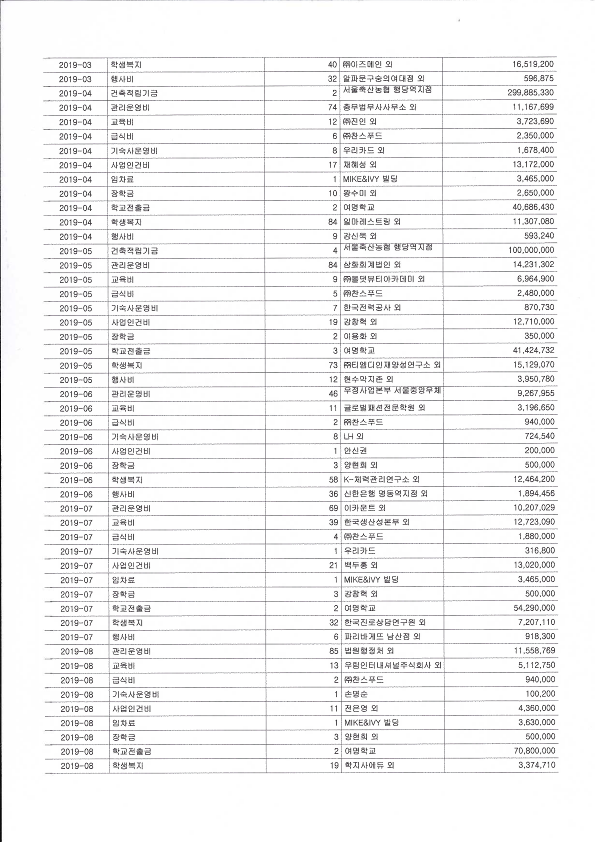 2019-03 학생복지 40 ㈜이즈메인 외 16,519,200
2019-03 행사비 32 알파문구숭의여대점 외 596,875
2019-04 건축적립기금 2 서울축산농협 행당역지점 299,885,330
2019-04 관리운영비 74 충무법무사사무소 외 11,167,699
2019-04 교육비 12 ㈜진인 외 3,723,690
2019-04 급식비 6 ㈜찬스푸드 2,350,000
2019-04 기숙사운영비 8 우리카드 외 1,678,400
2019-04 사업인건비 17 채혜성 외 13,172,000
2019-04 임차료 1 MIKE&IVY 빌딩 3,465,000
2019-04 장학금 10 왕수미 외 2,650,000
2019-04 학교전출금 2 여명학교 40,686,430
2019-04 학생복지 84 일마레스트링 외 11,307,080
2019-04 행사비 9 강신욱 외 593,240
2019-05 건축적립기금 4 서울축산농협 행당역지점 100,000,000
2019-05 관리운영비 84 삼화회계법인 외 14,231,302
2019-05 교육비 9 ㈜블댓뷰티아카데미 외 6,964,900
2019-05 급식비 5 ㈜찬스푸드 2,480,000
2019-05 기숙사운영비 7 한국전력공사 외 870,730
2019-05 사업인건비 19 강창혁 외 12,710,000
2019-05 장학금 2 이용화 외 350,000
2019-05 학교전출금 3 여명학교 41,424,732
2019-05 학생복지 73 ㈜티엠디인재양성연구소 외 15,129,070
2019-05 행사비 12 현수막지존 외 3,950,780
2019-06 관리운영비 46 우정사업본부 서울중앙우체 9,267,955
2019-06 교육비 11 글로벌패션전문학원 외 3,196,650
2019-06 급식비 2 ㈜찬스푸드 940,000
2019-06 기숙사운영비 8 LH 외 724,540
2019-06 사업인건비 1 안신권 200,000
2019-06 장학금 3 양현희 외 500,000
2019-06 학생복지 58 K-체력관리연구소 외 12,464,200
2019-06 행사비 36 신한은행 명동역지점 외 1,894,456
2019-07 관리운영비 69 이카운트 외 10,207,029
2019-07 교육비 39 한국생산성본부 외 12,723,090
2019-07 급식비 4 ㈜찬스푸드 1,880,000
2019-07 기숙사운영비 1 우리카드 316,800
2019-07 사업인건비 21 백두흥 외 13,020,000
2019-07 임차료 1 MIKE&IVY 빌딩 3,465,000
2019-07 장학금 3 강창혁 외 500,000
2019-07 학교전출금 2 여명학교 54,290,000
2019-07 학생복지 32 한국진로상담연구원 외 7,207,110
2019-07 행사비 6 파리바게뜨 남산점 외 918,300
2019-08 관리운영비 85 법원행정처 외 11,558,769
2019-08 교육비 13 우림인터내셔널주식회사 외 5,112,750
2019-08 급식비 2 ㈜찬스푸드 940,000
2019-08 기숙사운영비 1 손명순 100,200
2019-08 사업인건비 11 전은영 외 4,360,000
2019-08 임차료 1 MIKE&IVY 빌딩 3,630,000
2019-08 장학금 3 양현희 외 500,000
2019-08 학교전출금 2 여명학교 70,800,000
2019-08 학생복지 19 학지사에듀 외 3,374,710